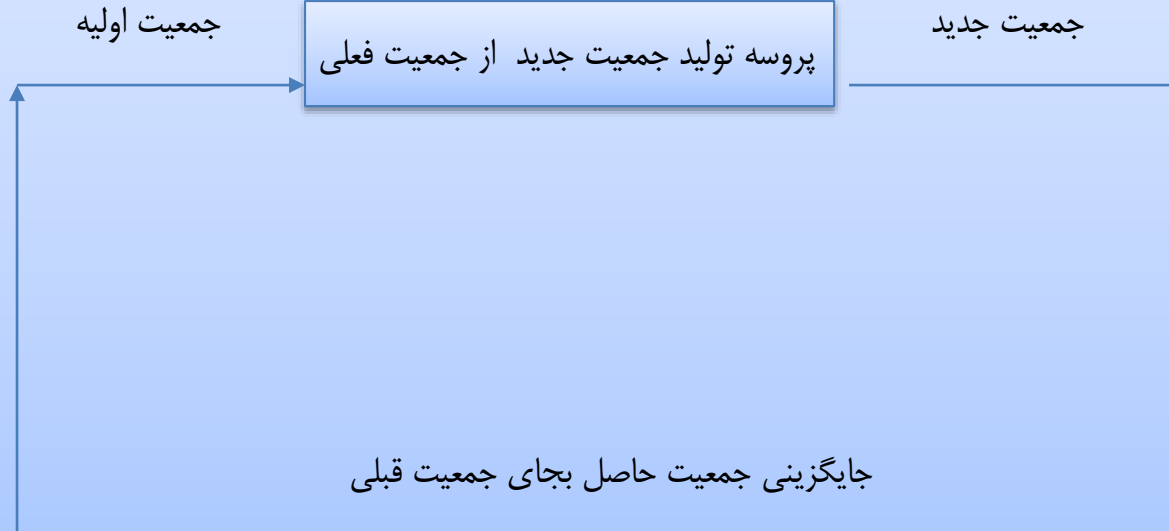 جمعیت جدید
جمعیت اولیه
پروسه تولید جمعیت جدید از جمعیت فعلی
جایگزینی جمعیت حاصل بجای جمعیت قبلی